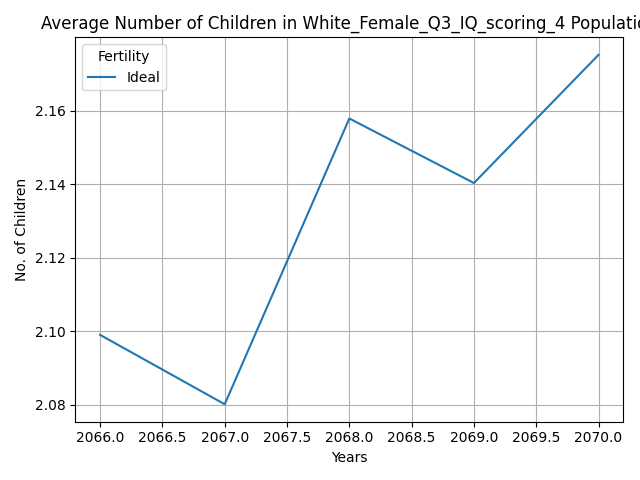 Average Number of Children in White_Female_Q3_IQ_scoring_4 Populatio
Fertility
Ideal
2.16
2.14
2.12
2.10
2.08
No. of Children
2066.0 2066.5 2067.0 2067.5 2068.0 2068.5 2069.0 2069.5 2070.0
Years